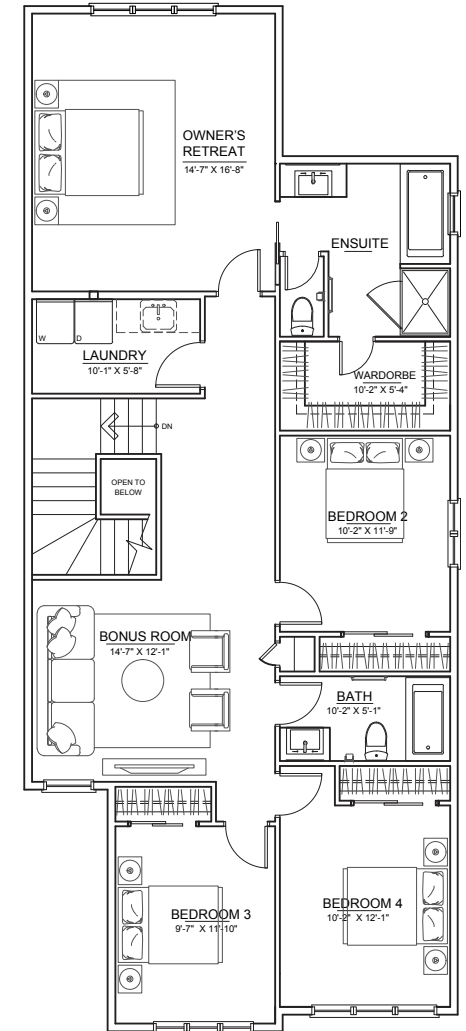 OWNER'S
RETREAT
14'-7" X 16'-8"
ENSUITE
W
D
LAUNDRY
10'-1" X 5'-8"
WARDORBE
10'-2" X 5'-4"
DN
OPEN TO
BELOW
BEDROOM 2
10'-2" X 11'-9"
BONUS ROOM
14'-7" X 12'-1"
BATH
10'-2" X 5'-1"
BEDROOM 3
9'-7" X 11'-10"
BEDROOM 4
10'-2" X 12'-1"